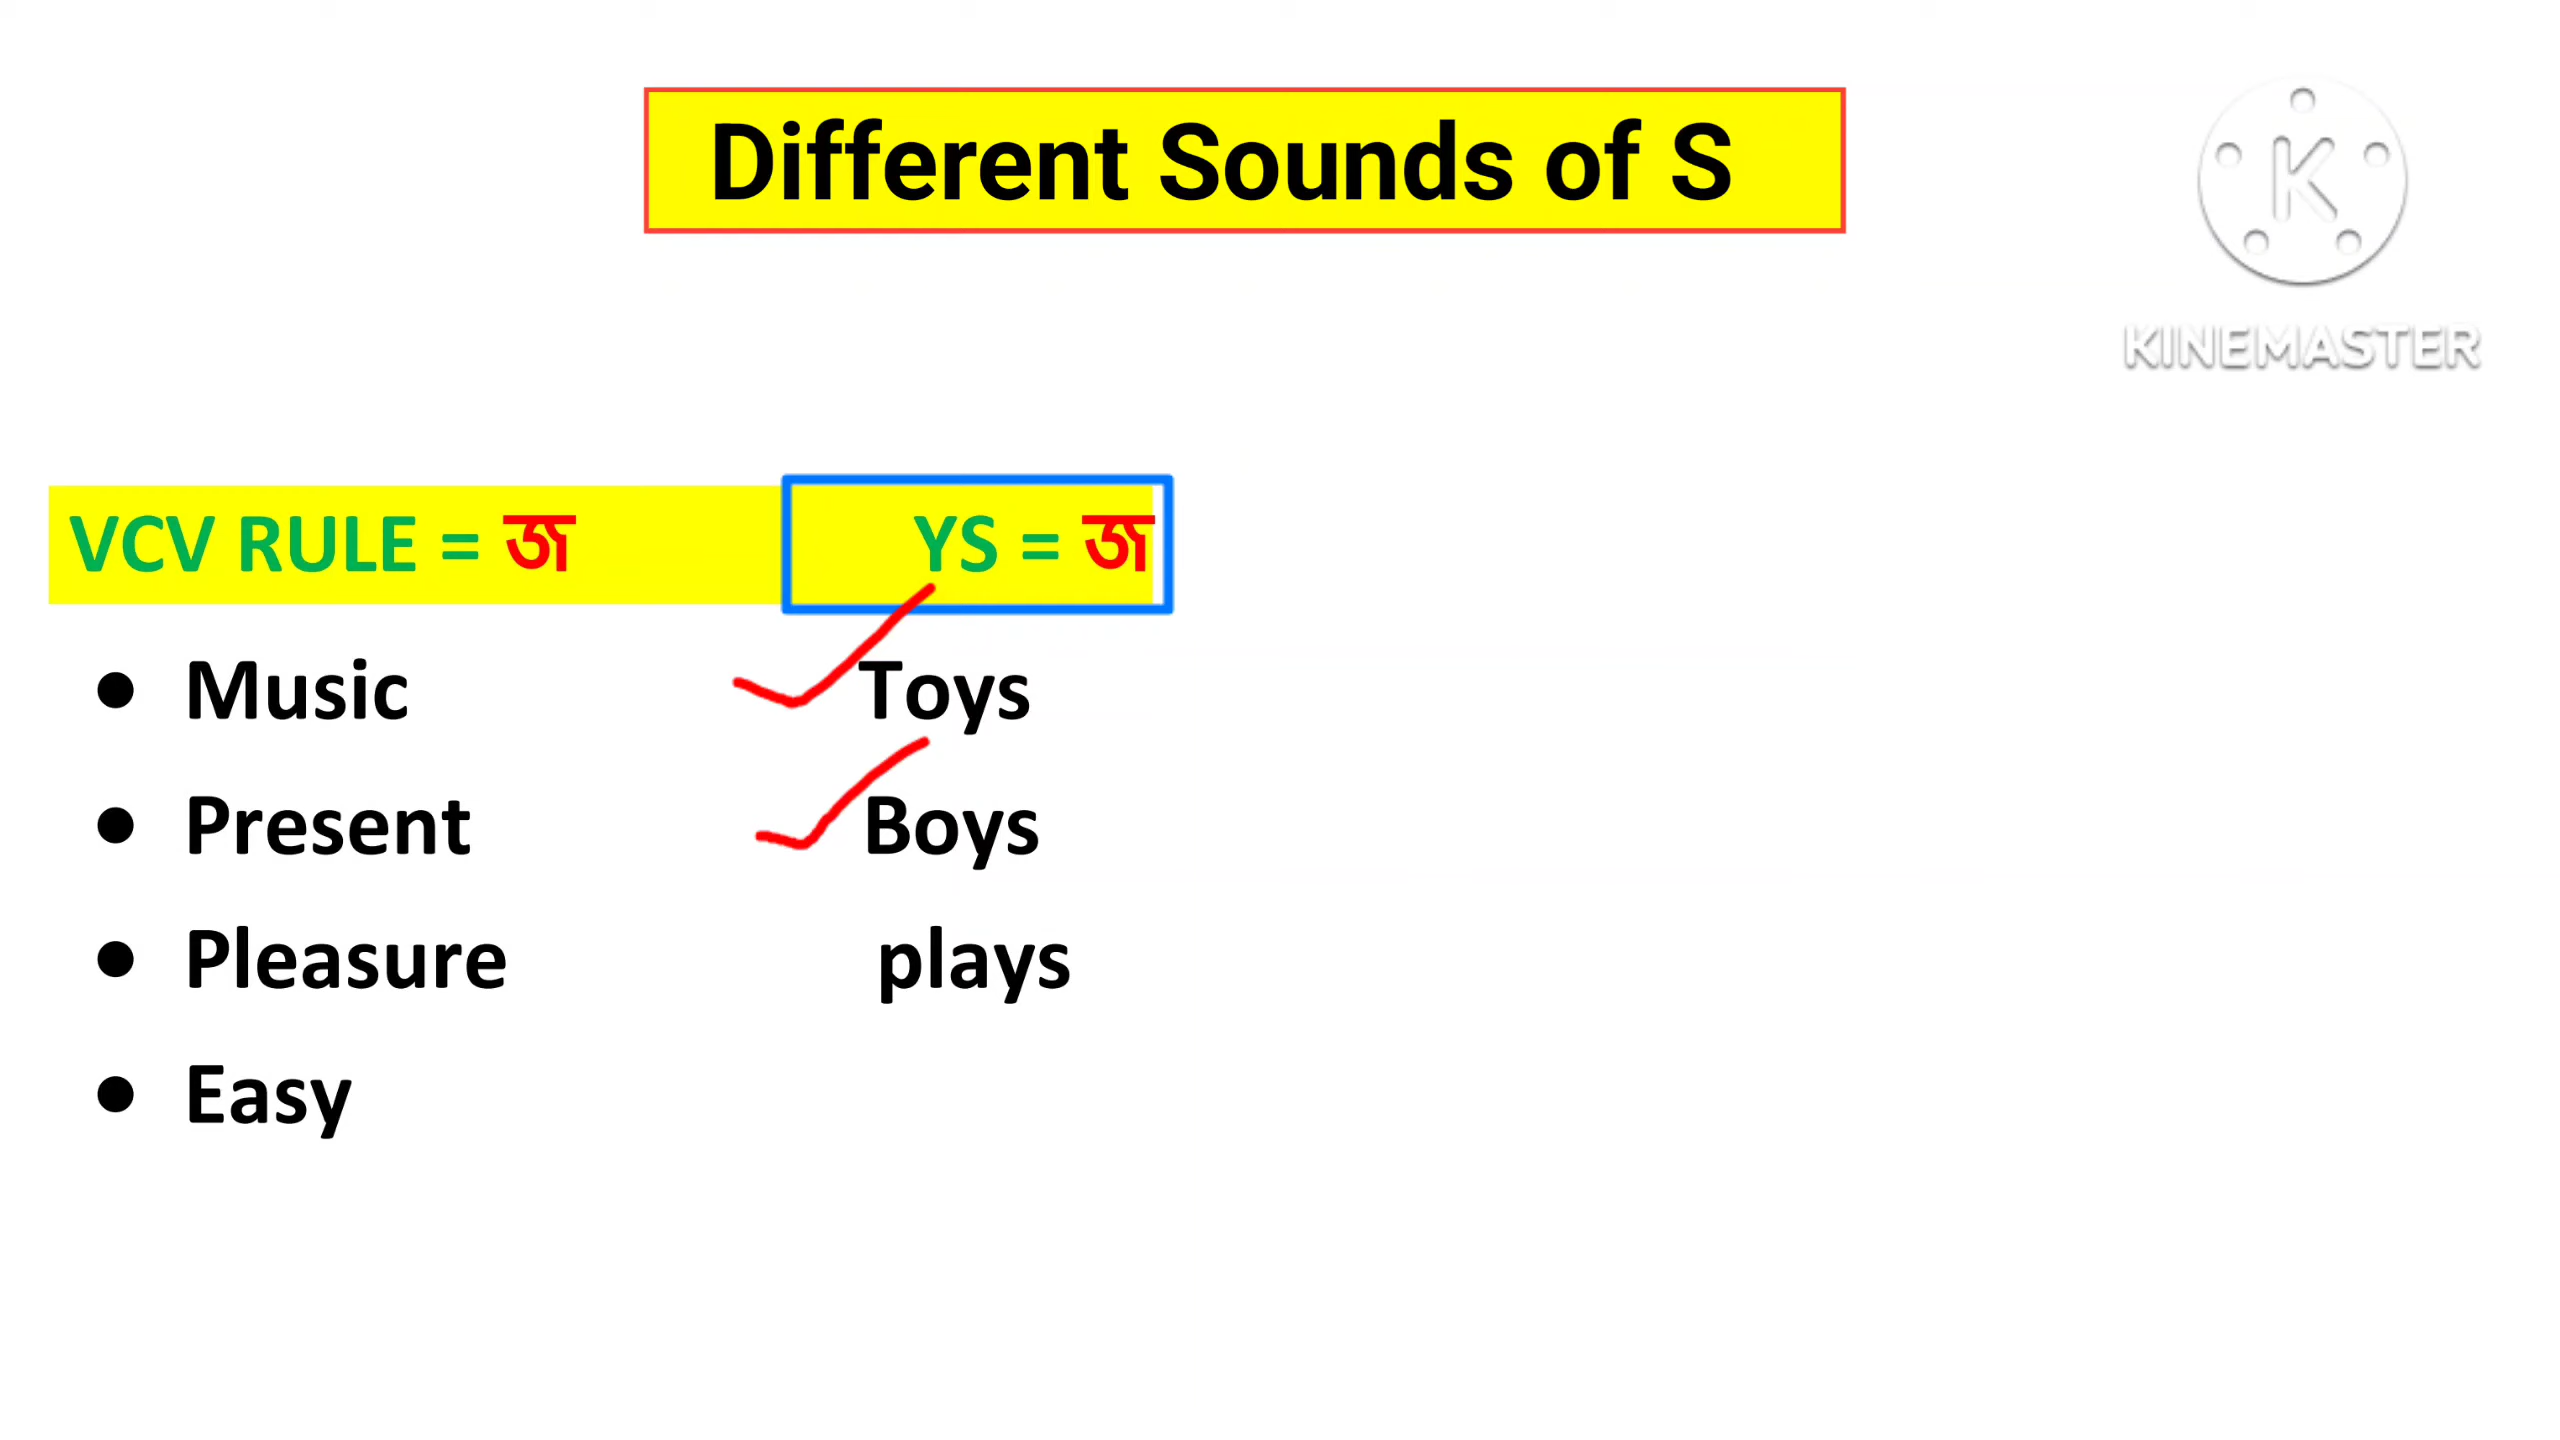 Different Sounds of S
KINEMASTER
VCV RULE = জ YS = জ
• Music Toys
• Present Boys
• Pleasure plays
• Easy